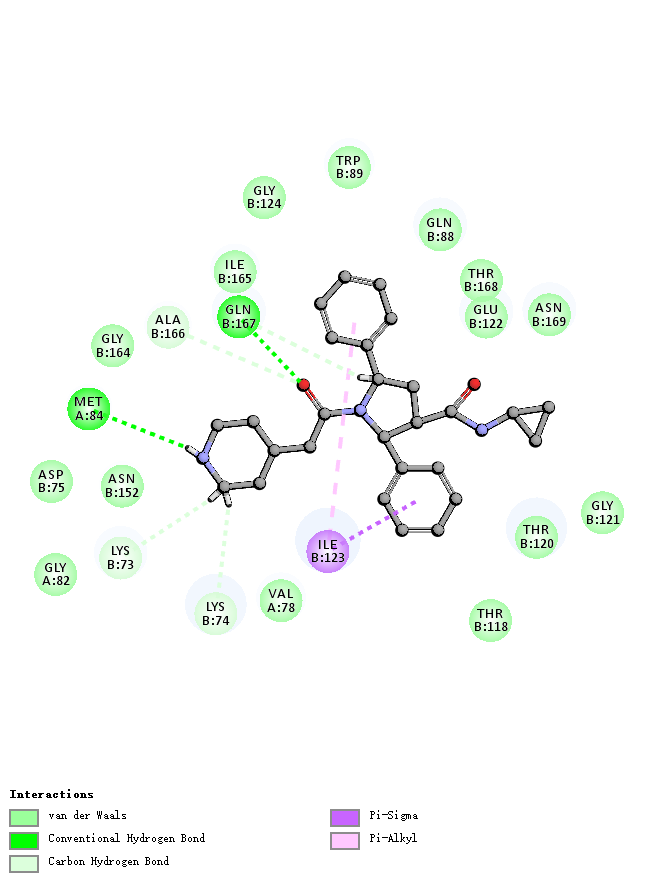 TRP
B:89
GLY
B:124
GLN
B:88
ILE
B:165
THR
B:168
GLN
B:167
GLU
B:122
ASN
B:169
ALA
B:166
GLY
B:164
MET
A:84
ASP
B:75
ASN
B:152
GLY
B:121
THR
B:120
ILE
B:123
LYS
B:73
GLY
A:82
VAL
A:78
LYS
B:74
THR
B:118
Interactions
van der Waals
Conventional Hydrogen Bond
Carbon Hydrogen Bond
Pi-Sigma
Pi-Alkyl